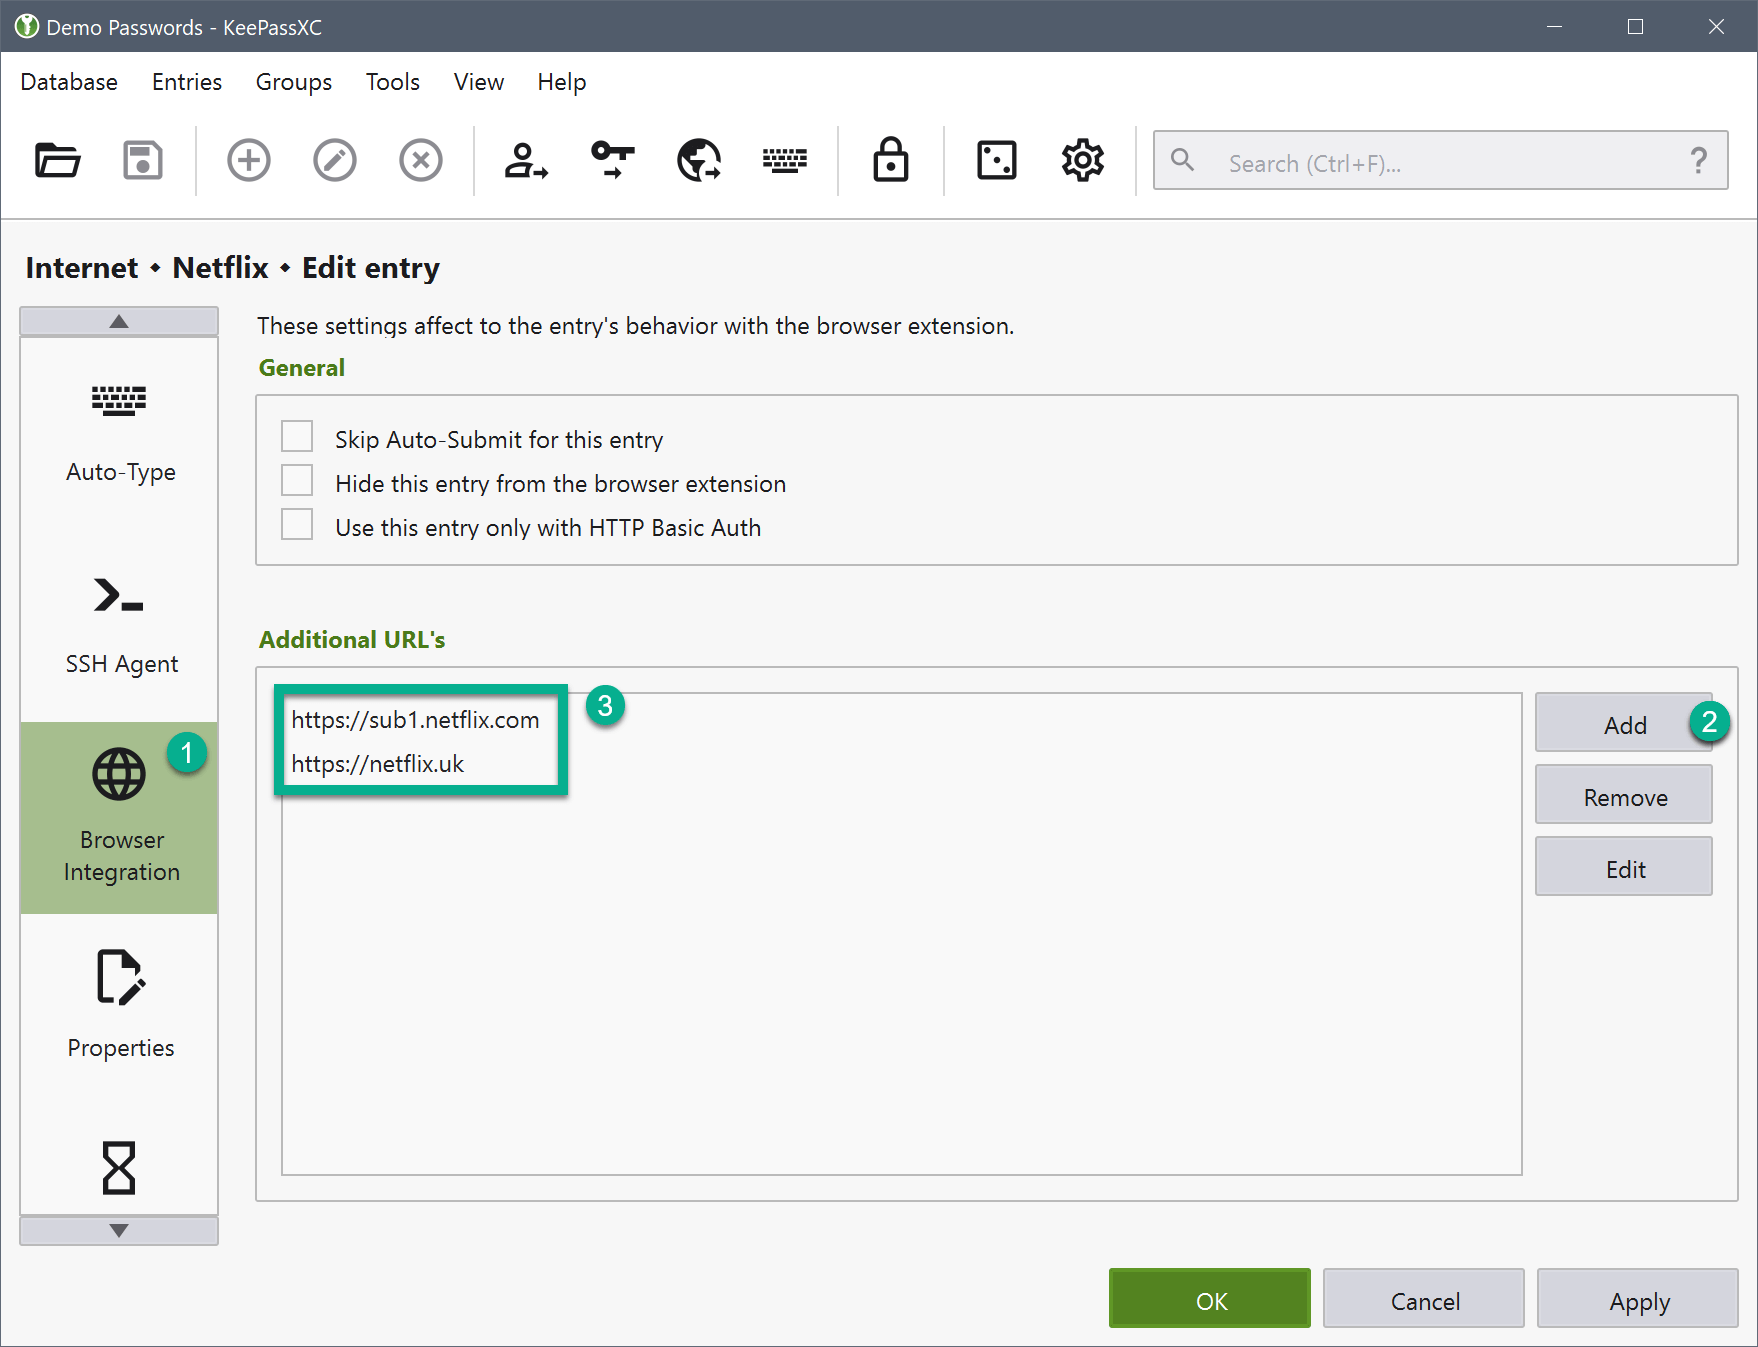 Demo Passwords - KeePassXC
Database Entries Groups Tools View Help
Search (Ctrl+F)... ?
Internet • Netflix • Edit entry
These settings affect to the entry's behavior with the browser extension.
General
Skip Auto-Submit for this entry
Hide this entry from the browser extension
Use this entry only with HTTP Basic Auth
Auto-Type
SSH Agent
1
Browser
Integration
Properties
Additional URL's
https://sub1.netflix.com
https://netflix.uk
3
Add
2
Remove
Edit
OK Cancel Apply